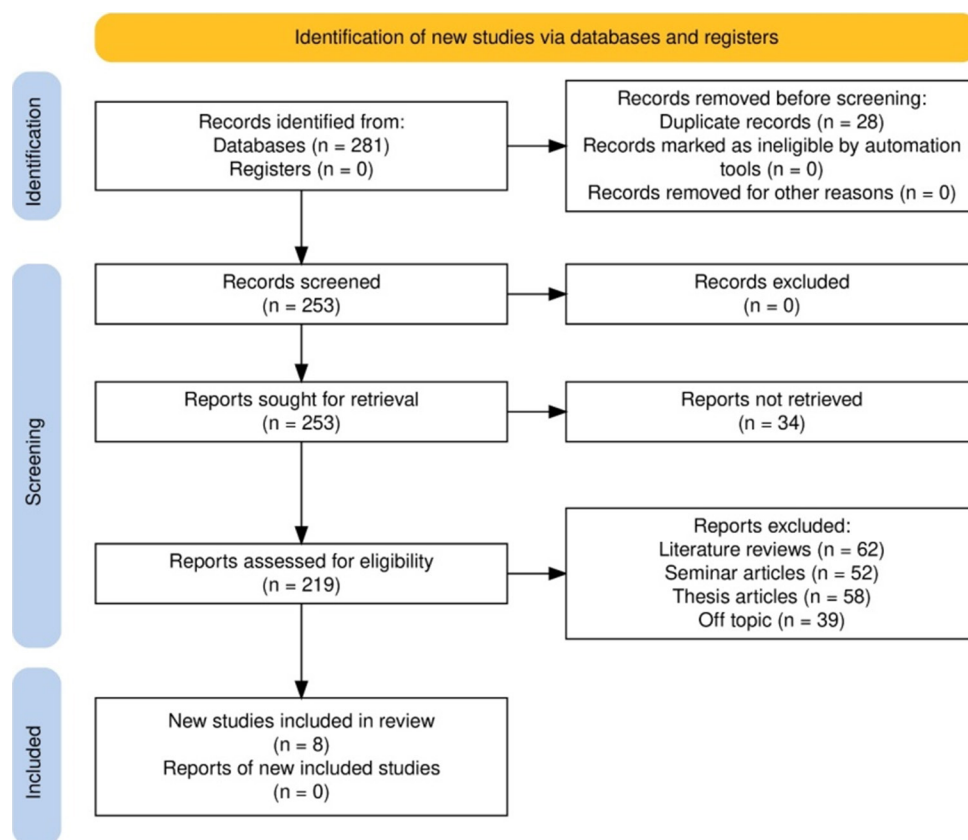 Identification of new studies via databases and registers
Identification
Records identified from:
Databases (n = 281)
Registers (n = 0)
Records removed before screening:
Duplicate records (n = 28)
Records marked as ineligible by automation
tools (n = 0)
Records removed for other reasons (n = 0)
Screening
Records screened
(n = 253)
Records excluded
(n = 0)
Reports sought for retrieval
(n = 253)
Reports not retrieved
(n = 34)
Reports assessed for eligibility
(n = 219)
Reports excluded:
Literature reviews (n = 62)
Seminar articles (n = 52)
Thesis articles (n = 58)
Off topic (n = 39)
Included
New studies included in review
(n = 8)
Reports of new included studies
(n = 0)